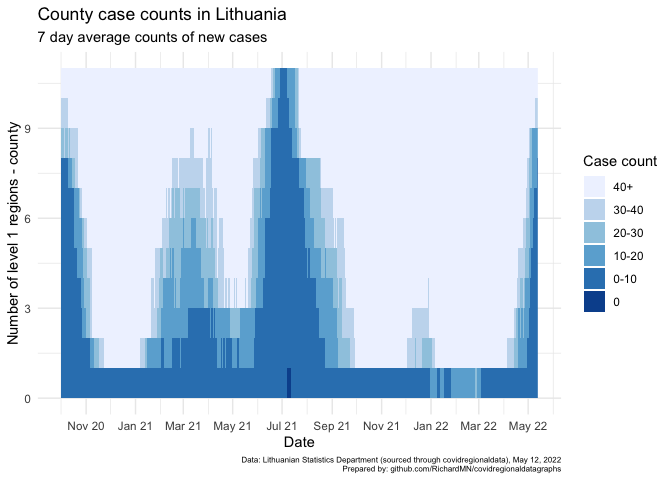 County case counts in Lithuania
7 day average counts of new cases
Number of level 1 regions - county
9
6
3
0
Nov 20 Jan 21 Mar 21 May 21 Jul 21 Sep 21 Nov 21 Jan 22 Mar 22 May 22
Date
Case count
40+
30-40
20-30
10-20
0-10
0
Data: Lithuanian Statistics Department (sourced through covidregionaldata), May 12, 2022
Prepared by: github.com/RichardMN/covidregionaldatagraphs